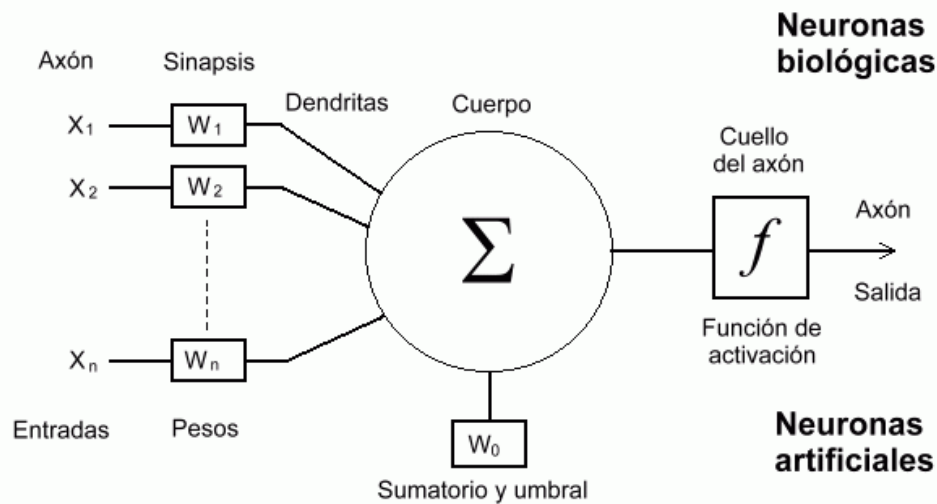 Neuronas
biológicas
Axón
Sinapsis
Dendritas
Cuerpo
Cuello
del axón
X₁
W₁
X₂
W₂
Σ
f
Axón
Salida
Función de
activación
Xₙ
Wₙ
Entradas
Pesos
W₀
Sumatorio y umbral
Neuronas
artificiales